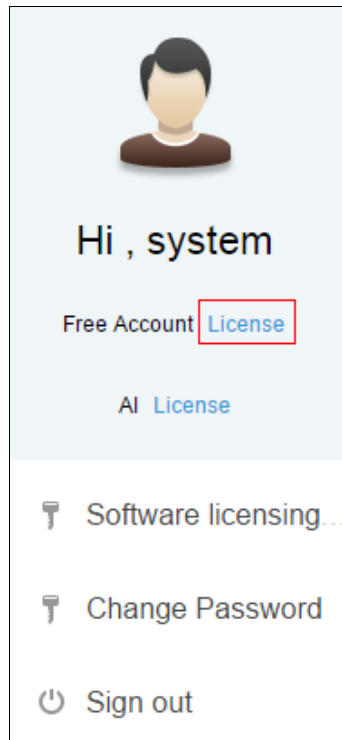 Hi , system
Free Account License
AI License
Software licensing...
Change Password
Sign out